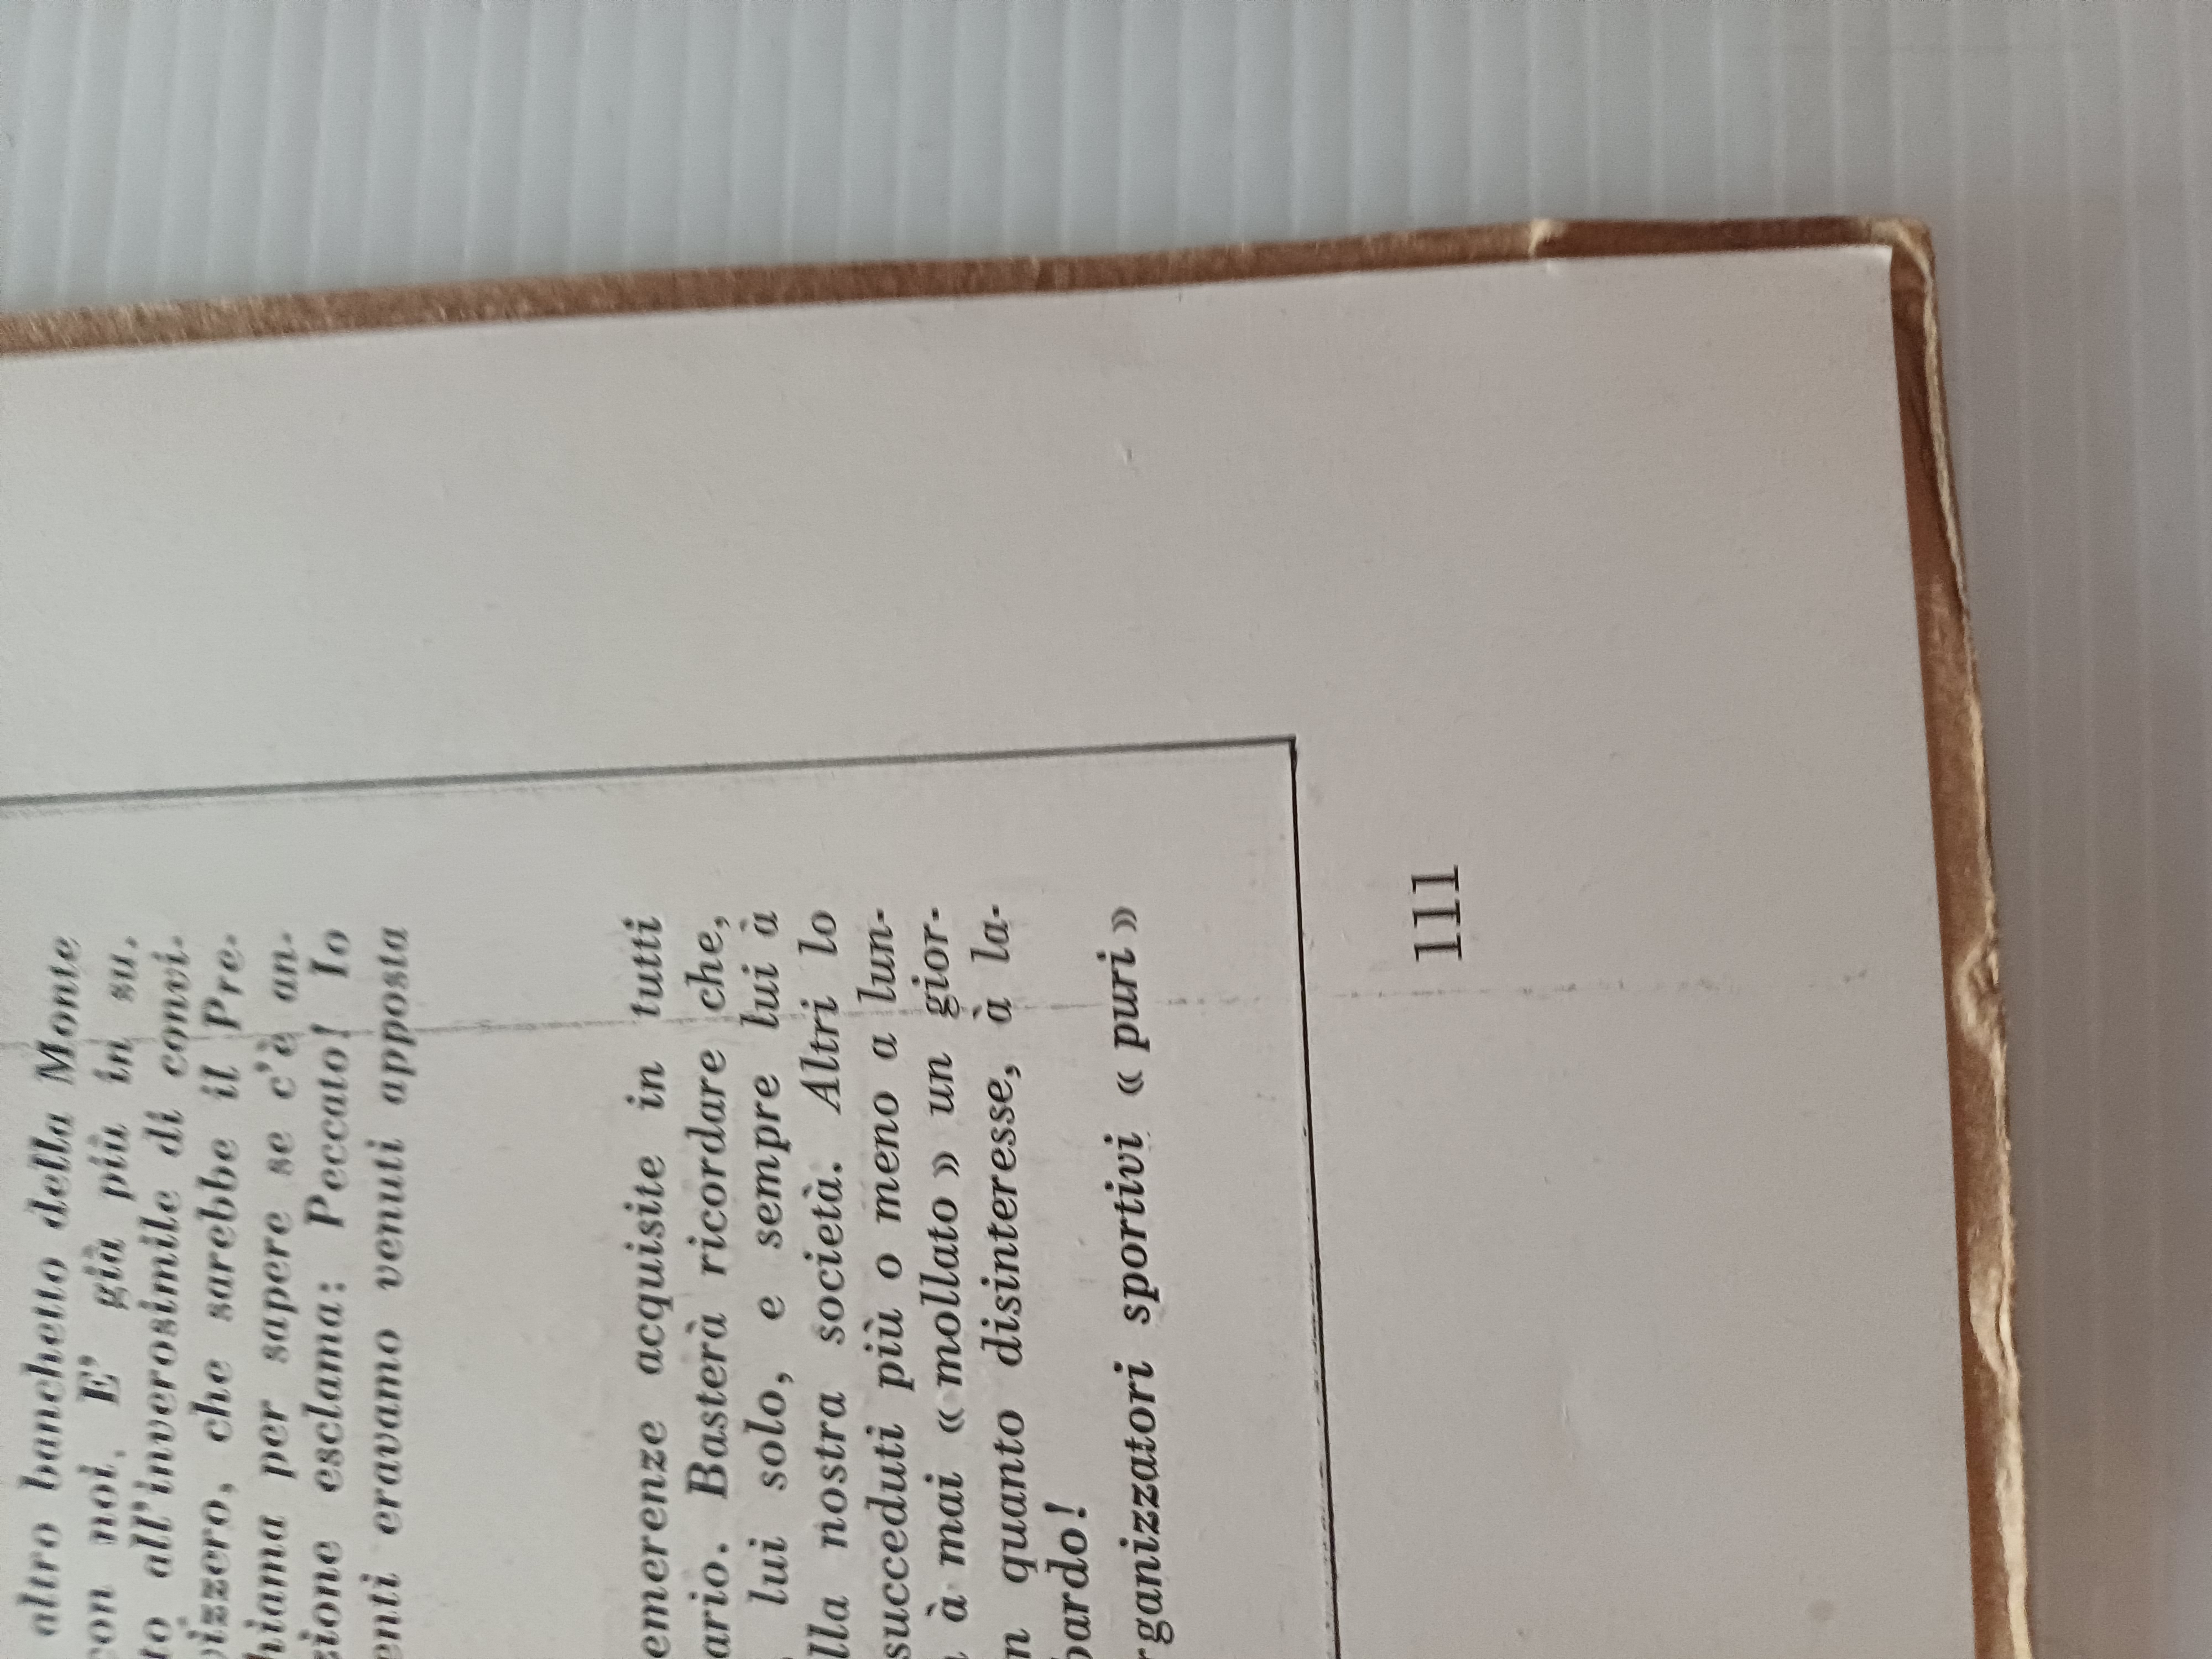 altro banchetto della Monte
con noi. E' già più in su,
to all'inverosimile di convi-
vizzero, che sarebbe il Pre-
hiama per sapere se c'è an-
zione esclama: Peccato! Io
enti eravamo venuti apposta
emerenze acquisite in tutti
ario. Basterà ricordare che,
lui solo, e sempre lui à
lla nostra società. Altri lo
succeduti più o meno a lun-
à mai « mollato » un gior-
n quanto disinteresse, à la-
bardo!
rganizzatori sportivi « puri »
111